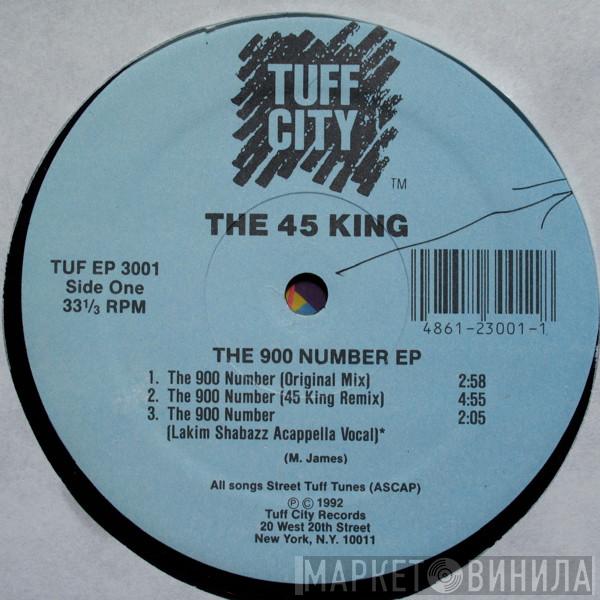 TUFF
CITY
TM
THE 45 KING
TUF EP 3001
Side One
33⅓ RPM
4861-23001-1
THE 900 NUMBER EP
1. The 900 Number (Original Mix) 2:58
2. The 900 Number (45 King Remix) 4:55
3. The 900 Number 2:05
(Lakim Shabazz Acappella Vocal)*
(M. James)
All songs Street Tuff Tunes (ASCAP)
Ⓟ © 1992
Tuff City Records
20 West 20th Street
New York, N.Y. 10011
МАРКЕТ ВИНИЛА